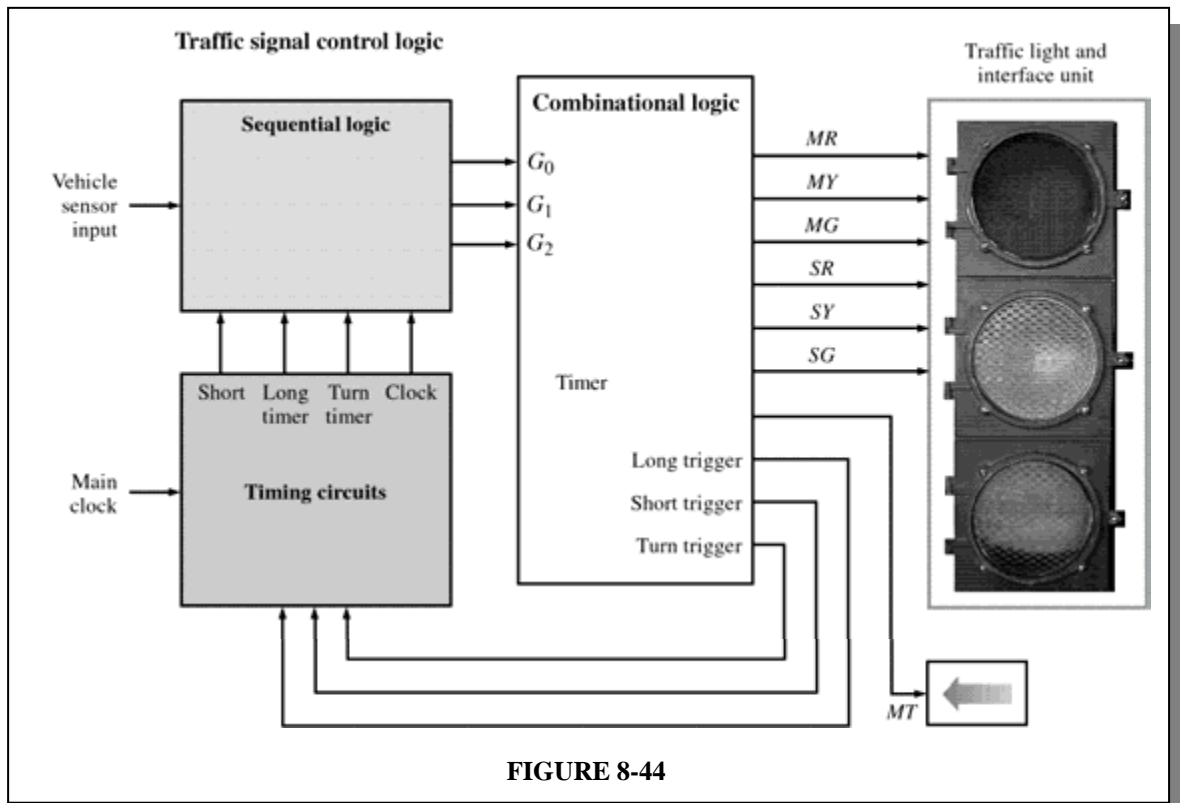 Traffic signal control logic
Traffic light and
interface unit
Combinational logic
Sequential logic
Vehicle
sensor
input
G0
G1
G2
MR
MY
MG
SR
SY
SG
Short
Long
timer
Turn
timer
Clock
Timer
Main
clock
Timing circuits
Long trigger
Short trigger
Turn trigger
MT
FIGURE 8-44